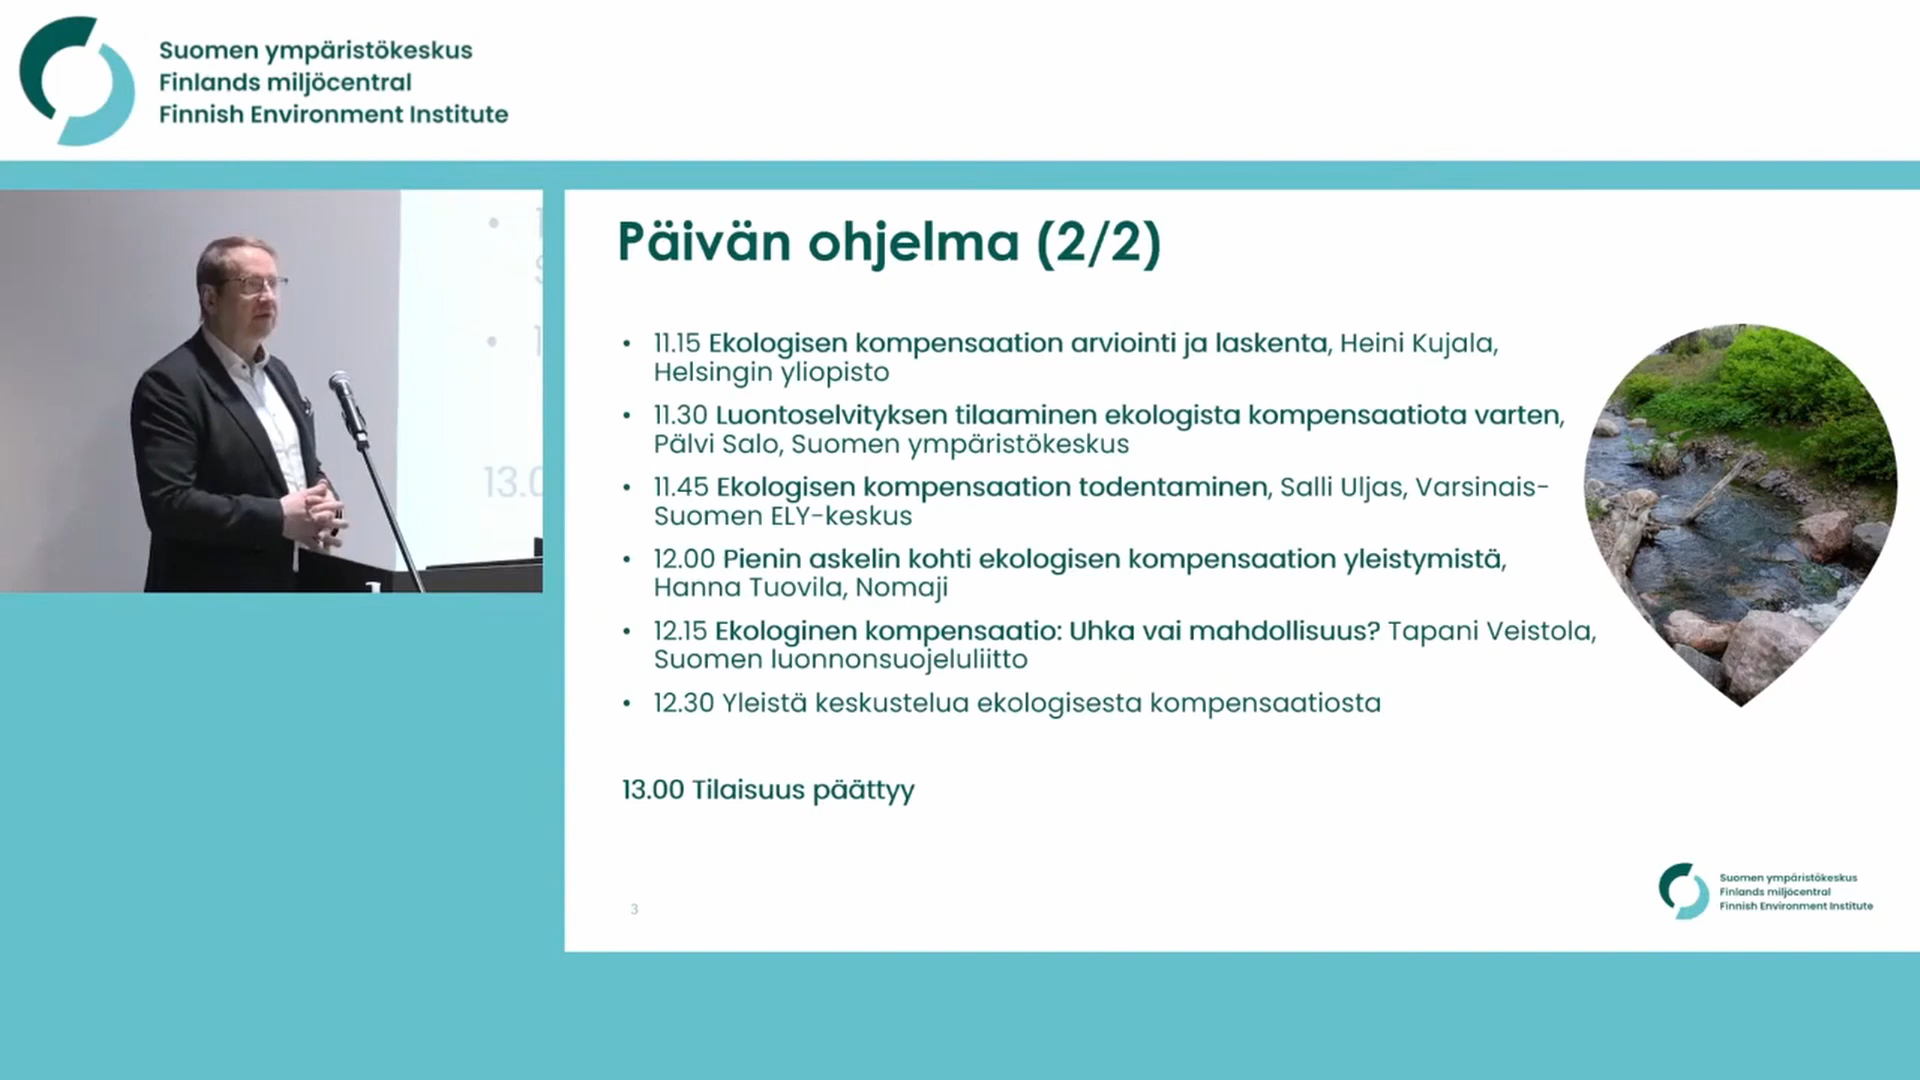 Suomen ympäristökeskus
Finlands miljöcentral
Finnish Environment Institute
13.0
Päivän ohjelma (2/2)
• 11.15 Ekologisen kompensaation arviointi ja laskenta, Heini Kujala,
Helsingin yliopisto
• 11.30 Luontoselvityksen tilaaminen ekologista kompensaatiota varten,
Pälvi Salo, Suomen ympäristökeskus
• 11.45 Ekologisen kompensaation todentaminen, Salli Uljas, Varsinais-
Suomen ELY-keskus
• 12.00 Pienin askelin kohti ekologisen kompensaation yleistymistä,
Hanna Tuovila, Nomaji
• 12.15 Ekologinen kompensaatio: Uhka vai mahdollisuus? Tapani Veistola,
Suomen luonnonsuojeluliitto
• 12.30 Yleistä keskustelua ekologisesta kompensaatiosta
13.00 Tilaisuus päättyy
3
Suomen ympäristökeskus
Finlands miljöcentral
Finnish Environment Institute